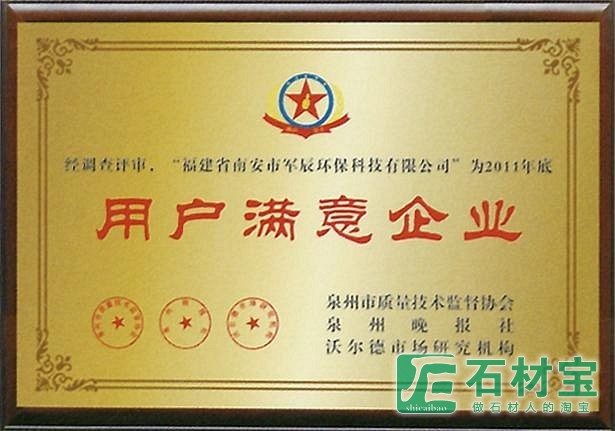 经调查评审，“福建省南安市军辰环保科技有限公司”为2011年底
用户满意企业
泉州市质量技术监督协会
泉州晚报社
沃尔德市场研究机构
石材宝
shicaibao
做石材人的淘宝